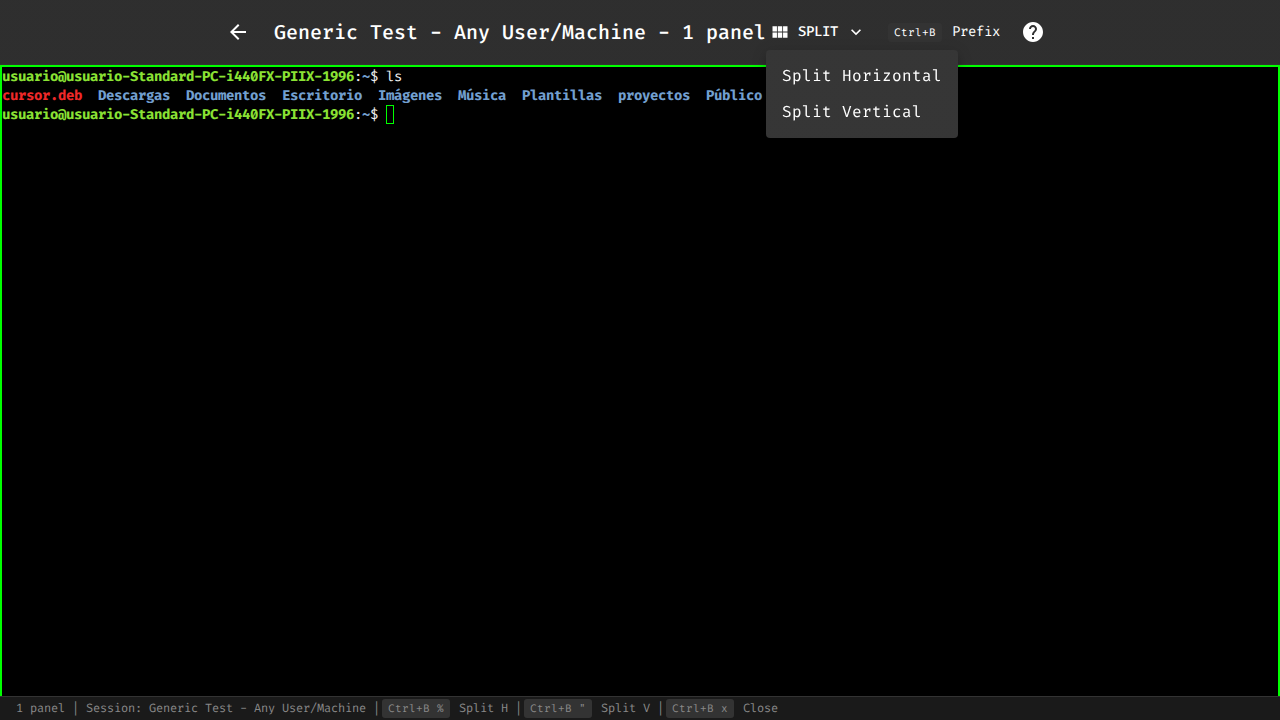 Generic Test - Any User/Machine - 1 panel SPLIT Ctrl+B Prefix
Split Horizontal
Split Vertical
usuario@usuario-Standard-PC-i440FX-PIIX-1996:~$ ls
cursor.deb Descargas Documentos Escritorio Imágenes Música Plantillas proyectos Público
usuario@usuario-Standard-PC-i440FX-PIIX-1996:~$
1 panel | Session: Generic Test - Any User/Machine | Ctrl+B % Split H | Ctrl+B " Split V | Ctrl+B x Close